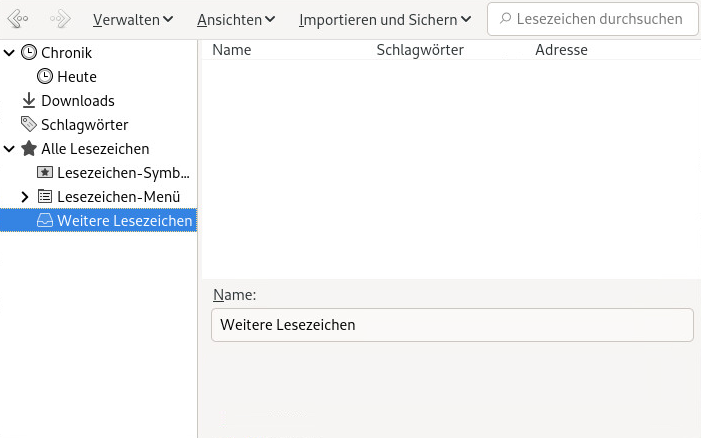 Verwalten Ansichten Importieren und Sichern Lesezeichen durchsuchen
Chronik
Heute
Downloads
Schlagwörter
Alle Lesezeichen
Lesezeichen-Symb...
Lesezeichen-Menü
Weitere Lesezeichen
Name Schlagwörter Adresse
Name:
Weitere Lesezeichen